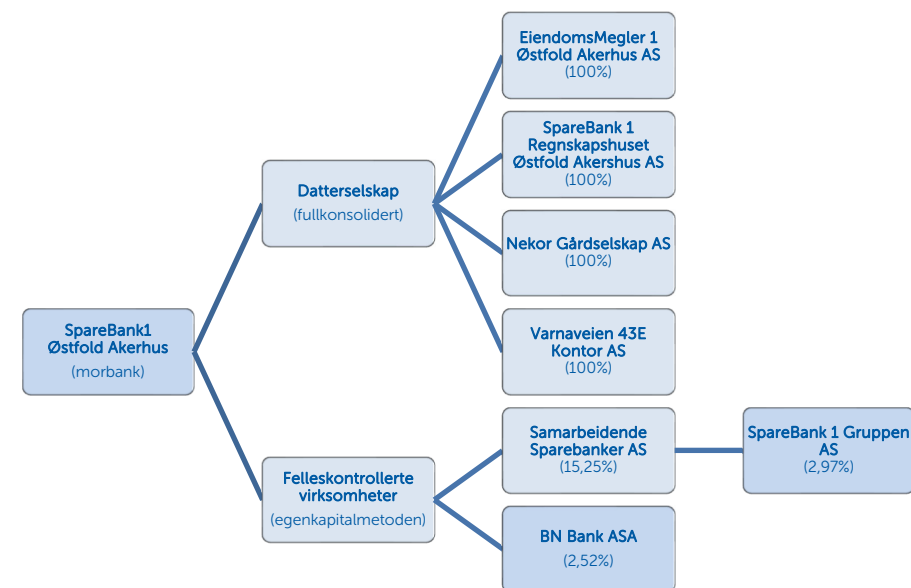 EiendomsMegler 1
Østfold Akerhus AS
(100%)
SpareBank 1
Regnskapshuset
Østfold Akershus AS
(100%)
Datterselskap
(fullkonsolidert)
Nekor Gårdselskap AS
(100%)
SpareBank1
Østfold Akerhus
(morbank)
Varnaveien 43E
Kontor AS
(100%)
Samarbeidende
Sparebanker AS
(15,25%)
SpareBank 1 Gruppen
AS
(2,97%)
Felleskontrollerte
virksomheter
(egenkapitalmetoden)
BN Bank ASA
(2,52%)